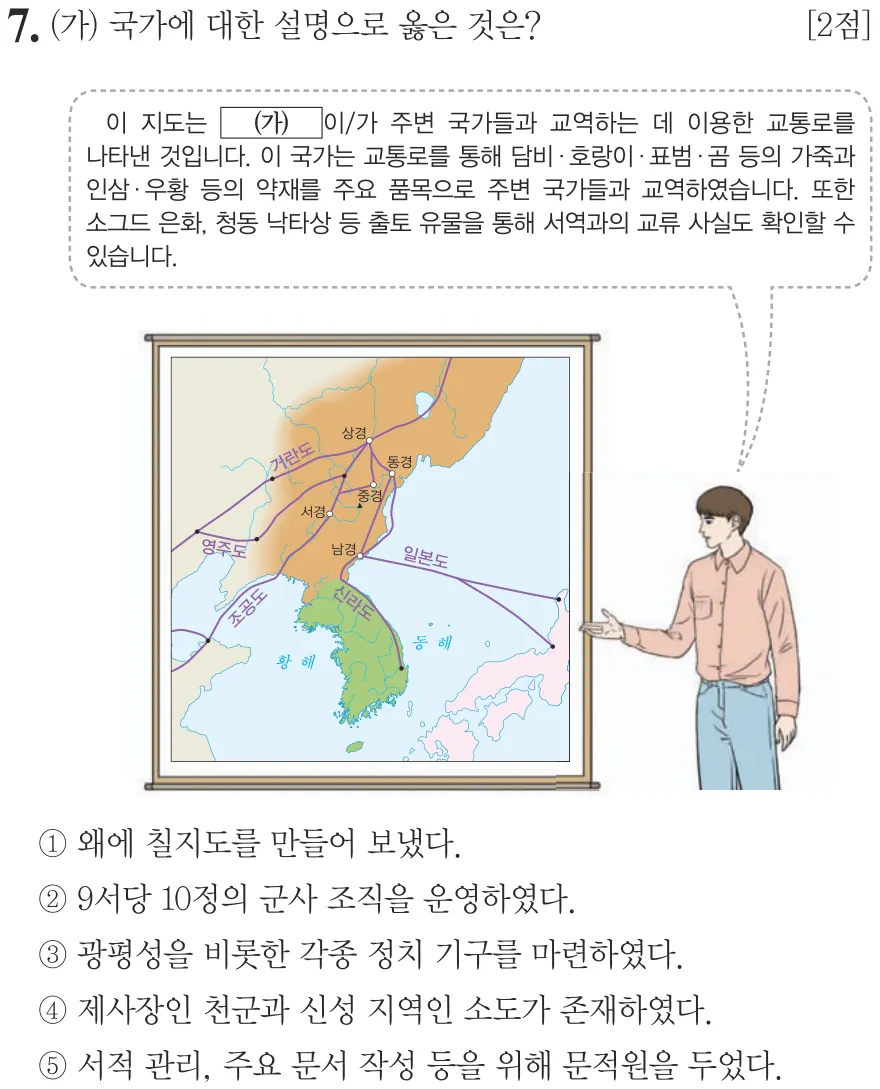 7. (가) 국가에 대한 설명으로 옳은 것은? [2점]
이 지도는 (가) 이/가 주변 국가들과 교역하는 데 이용한 교통로를
나타낸 것입니다. 이 국가는 교통로를 통해 담비·호랑이·표범·곰 등의 가죽과
인삼·우황 등의 약재를 주요 품목으로 주변 국가들과 교역하였습니다. 또한
소그드 은화, 청동 낙타상 등 출토 유물을 통해 서역과의 교류 사실도 확인할 수
있습니다.
상경
거란도
동경
중경
서경
영주도
남경
일본도
조공도
신라도
동해
황해
① 왜에 칠지도를 만들어 보냈다.
② 9서당 10정의 군사 조직을 운영하였다.
③ 광평성을 비롯한 각종 정치 기구를 마련하였다.
④ 제사장인 천군과 신성 지역인 소도가 존재하였다.
⑤ 서적 관리, 주요 문서 작성 등을 위해 문적원을 두었다.